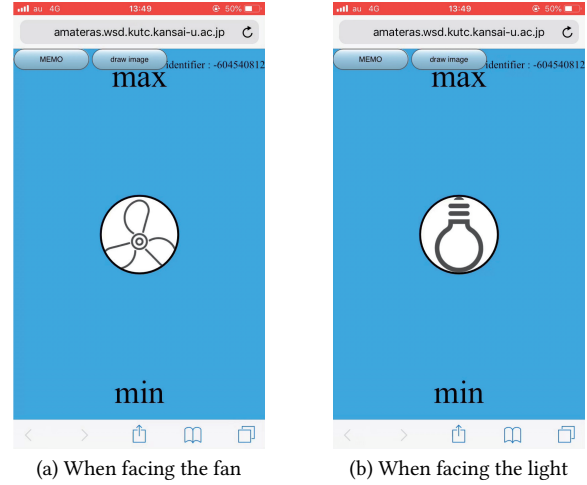 au 4G 13:49 50%
amateras.wsd.kutc.kansai-u.ac.jp
MEMO draw image identifier : -604540812
max
min
(a) When facing the fan
au 4G 13:49 50%
amateras.wsd.kutc.kansai-u.ac.jp
MEMO draw image identifier : -604540812
max
min
(b) When facing the light